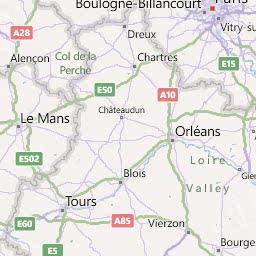 Boulogne-Billancourt
Paris
Vitry-su
A28
Dreux
Col de la
Perche
Alençon
Chartres
E15
E50
A10
Châteaudun
Le Mans
Orléans
E502
Loire
Valley
Blois
Tours
A85
E60
Vierzon
E5
Bourge